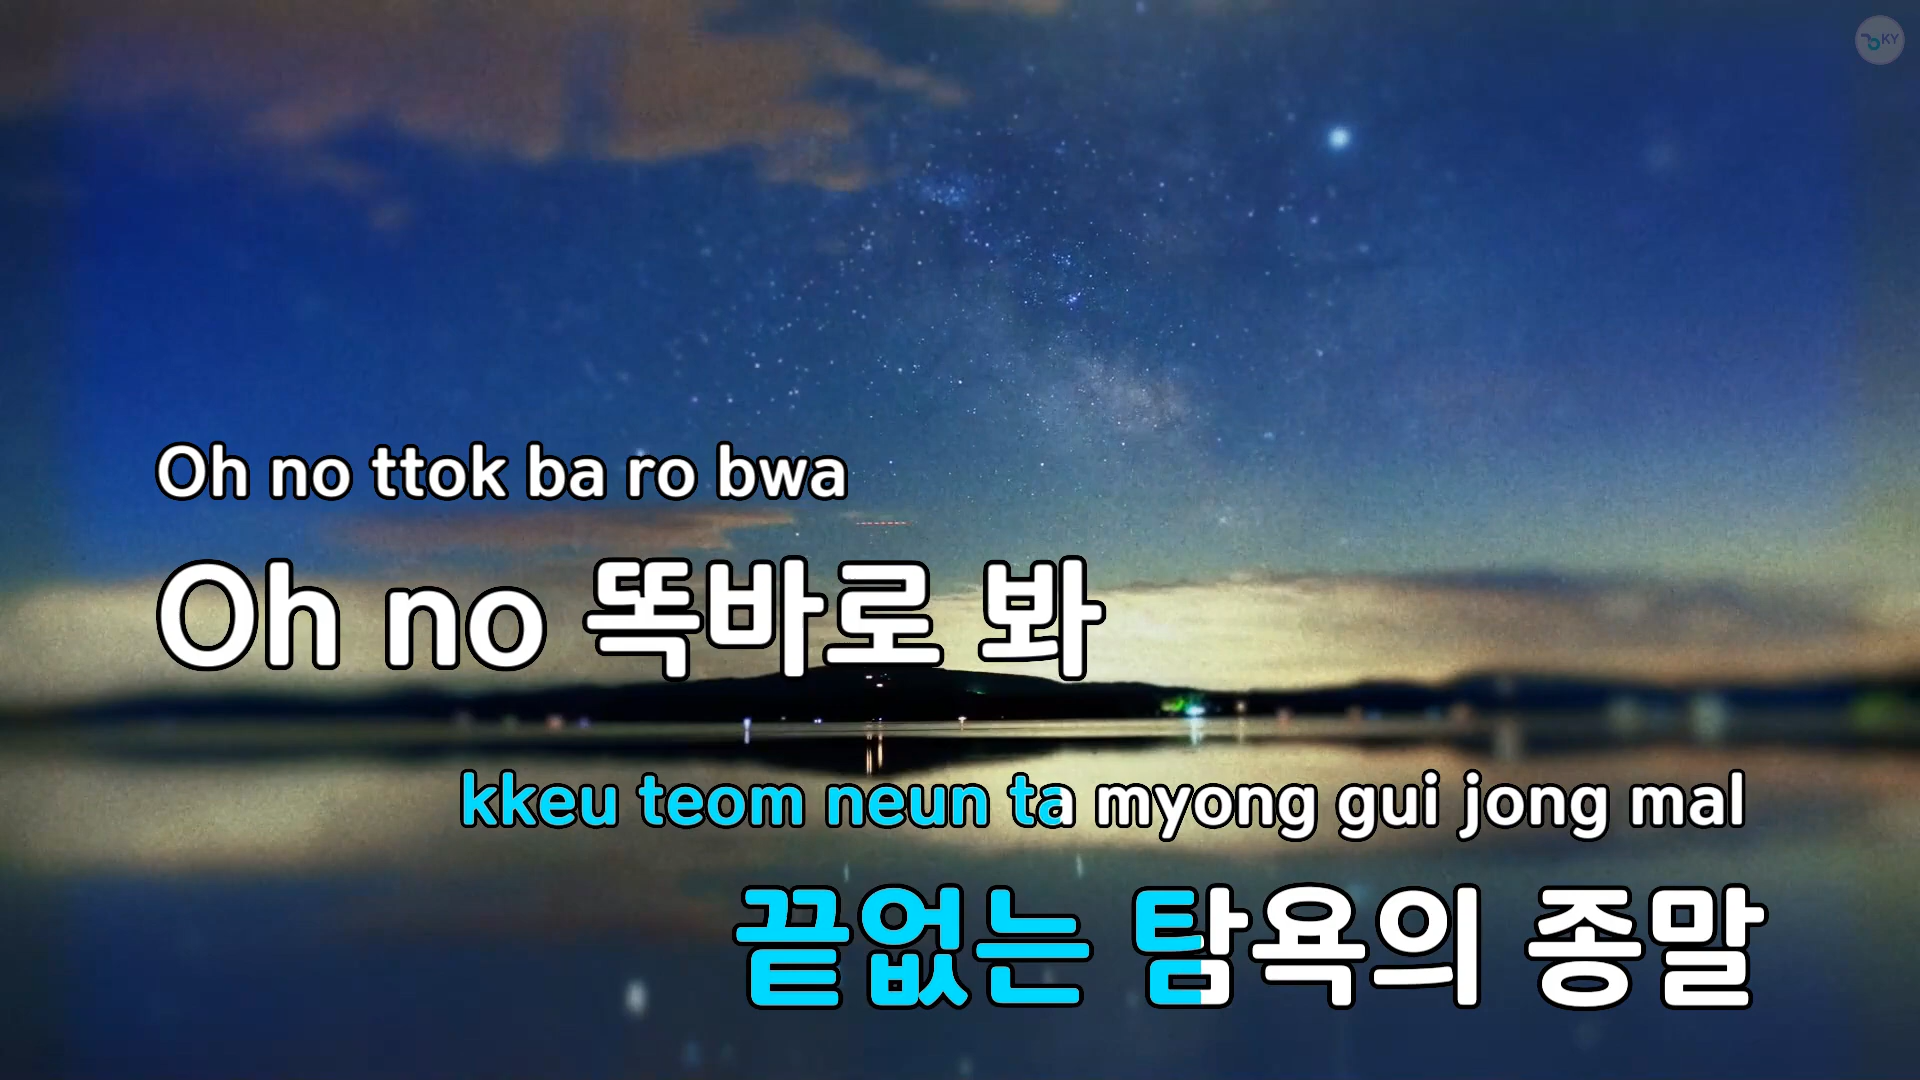 KY
Oh no ttok ba ro bwa
Oh no 똑바로 봐
kkeu teom neun ta myong gui jong mal
끝없는 탐욕의 종말